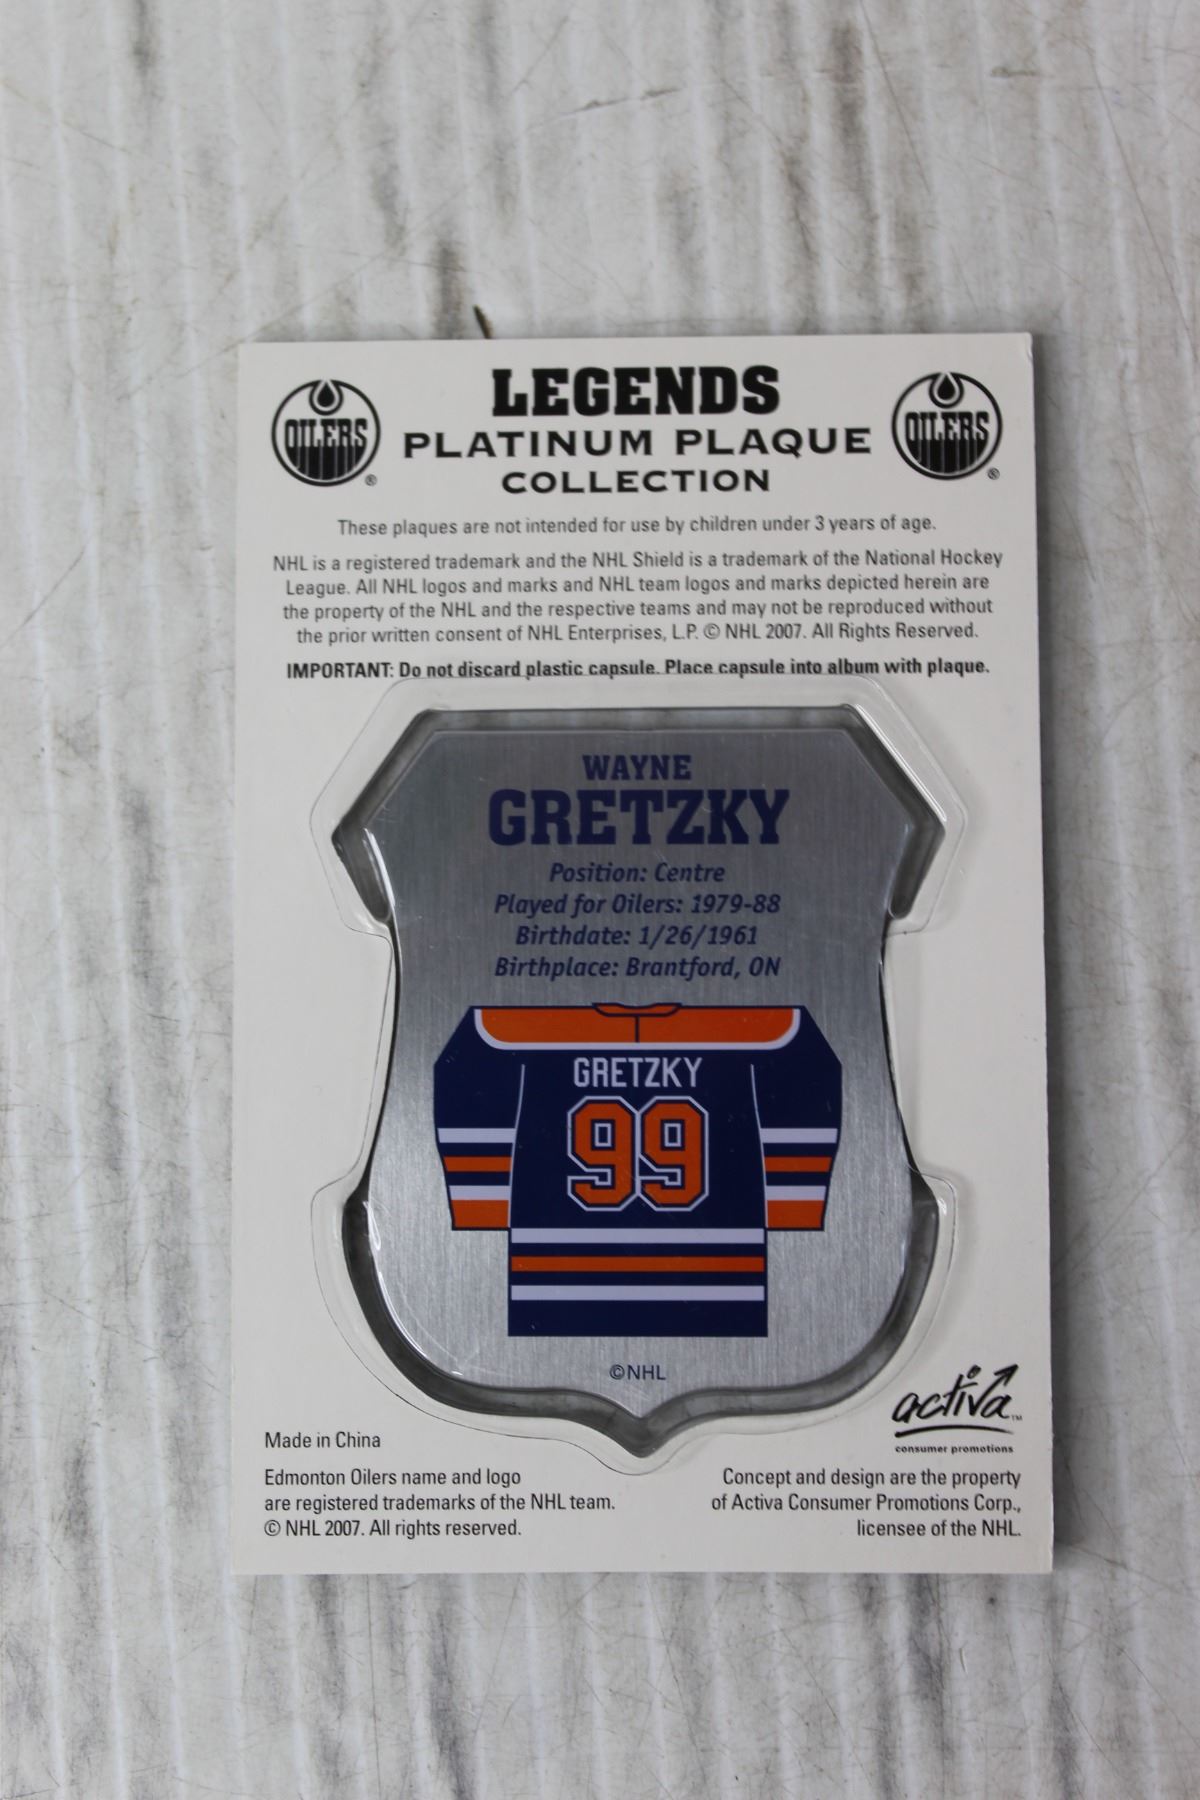 LEGENDS
OILERS ® PLATINUM PLAQUE OILERS ®
COLLECTION
These plaques are not intended for use by children under 3 years of age.
NHL is a registered trademark and the NHL Shield is a trademark of the National Hockey
League. All NHL logos and marks and NHL team logos and marks depicted herein are
the property of the NHL and the respective teams and may not be reproduced without
the prior written consent of NHL Enterprises, L.P. © NHL 2007. All Rights Reserved.
IMPORTANT: Do not discard plastic capsule. Place capsule into album with plaque.
WAYNE
GRETZKY
Position: Centre
Played for Oilers: 1979-88
Birthdate: 1/26/1961
Birthplace: Brantford, ON
GRETZKY
99
©NHL
activa™
consumer promotions
Made in China
Edmonton Oilers name and logo
are registered trademarks of the NHL team.
© NHL 2007. All rights reserved.
Concept and design are the property
of Activa Consumer Promotions Corp.,
licensee of the NHL.